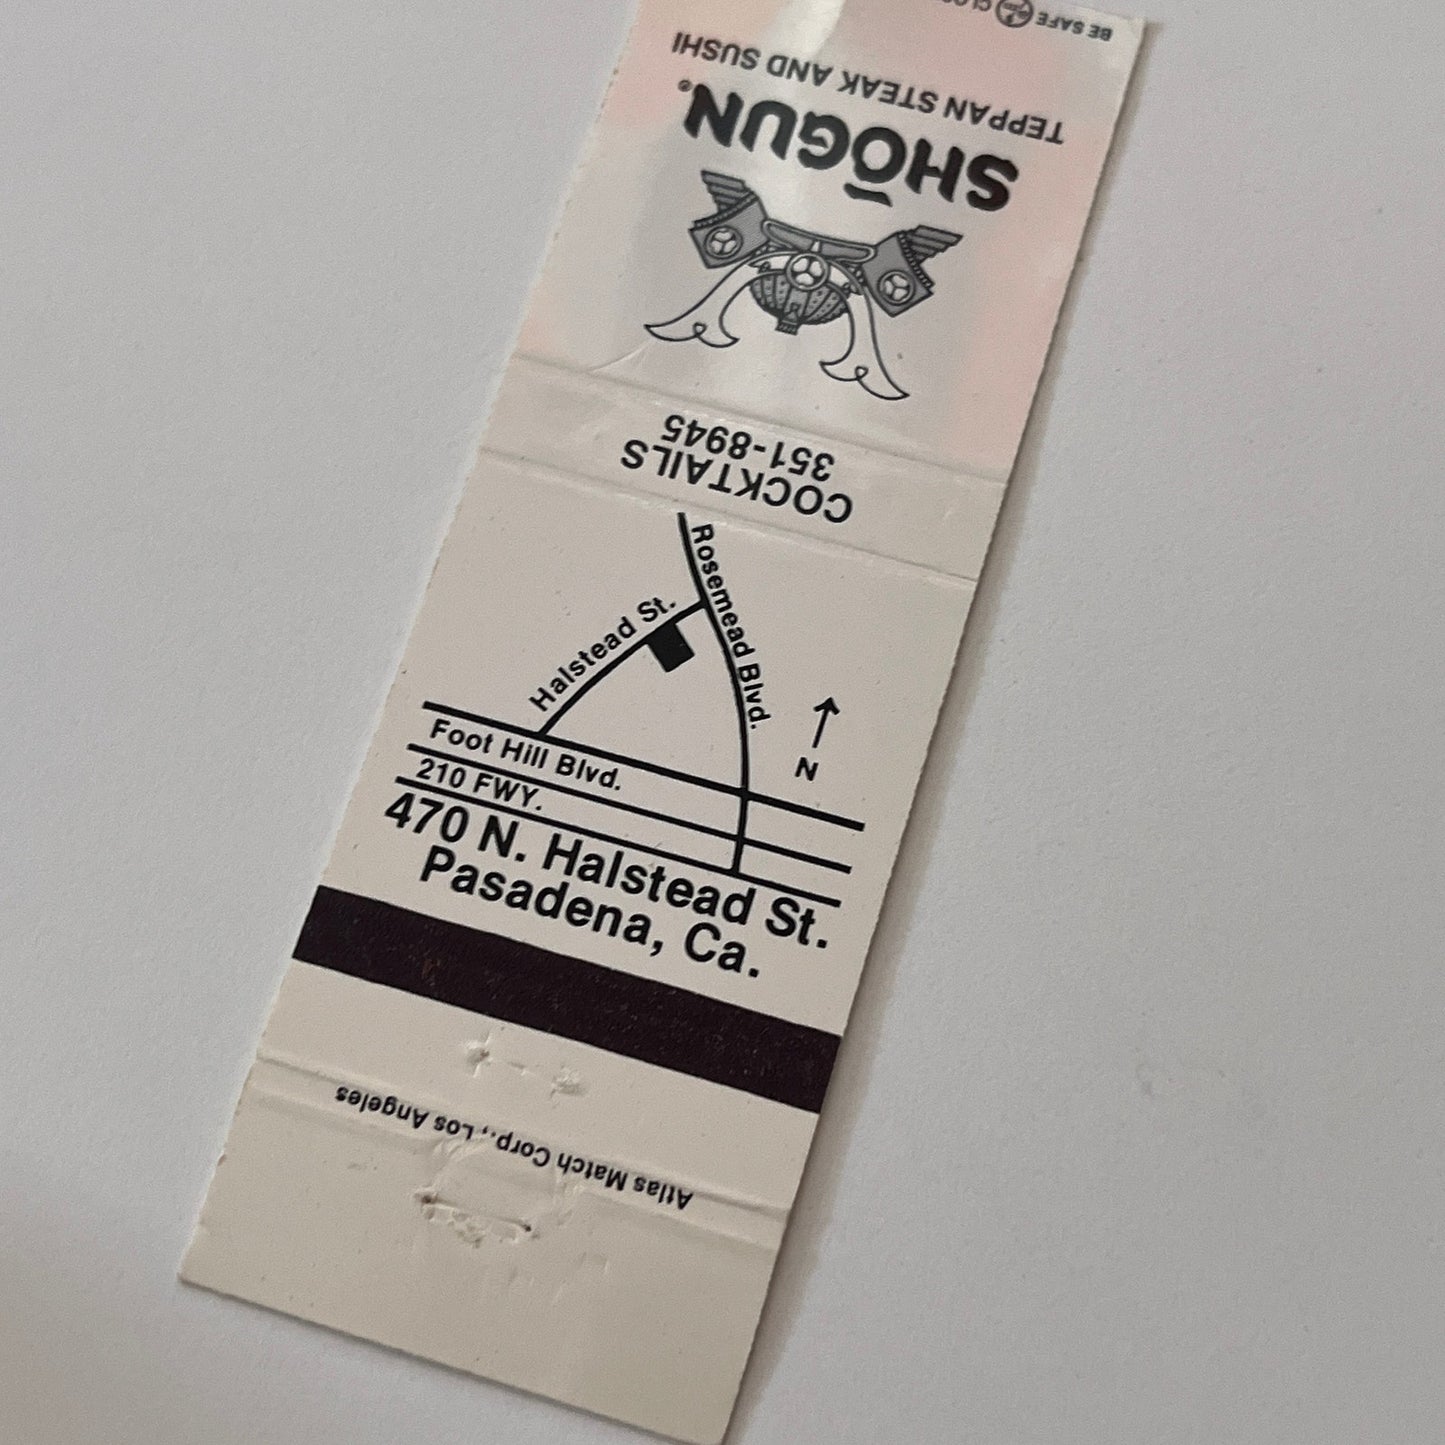 BE SAFE
TEPPAN STEAK AND SUSHI
SHŌGUN®
COCKTAILS
351-8945
Rosemead Blvd.
Halstead St.
N
Foot Hill Blvd.
210 FWY.
470 N. Halstead St.
Pasadena, Ca.
Atlas Match Corp., Los Angeles